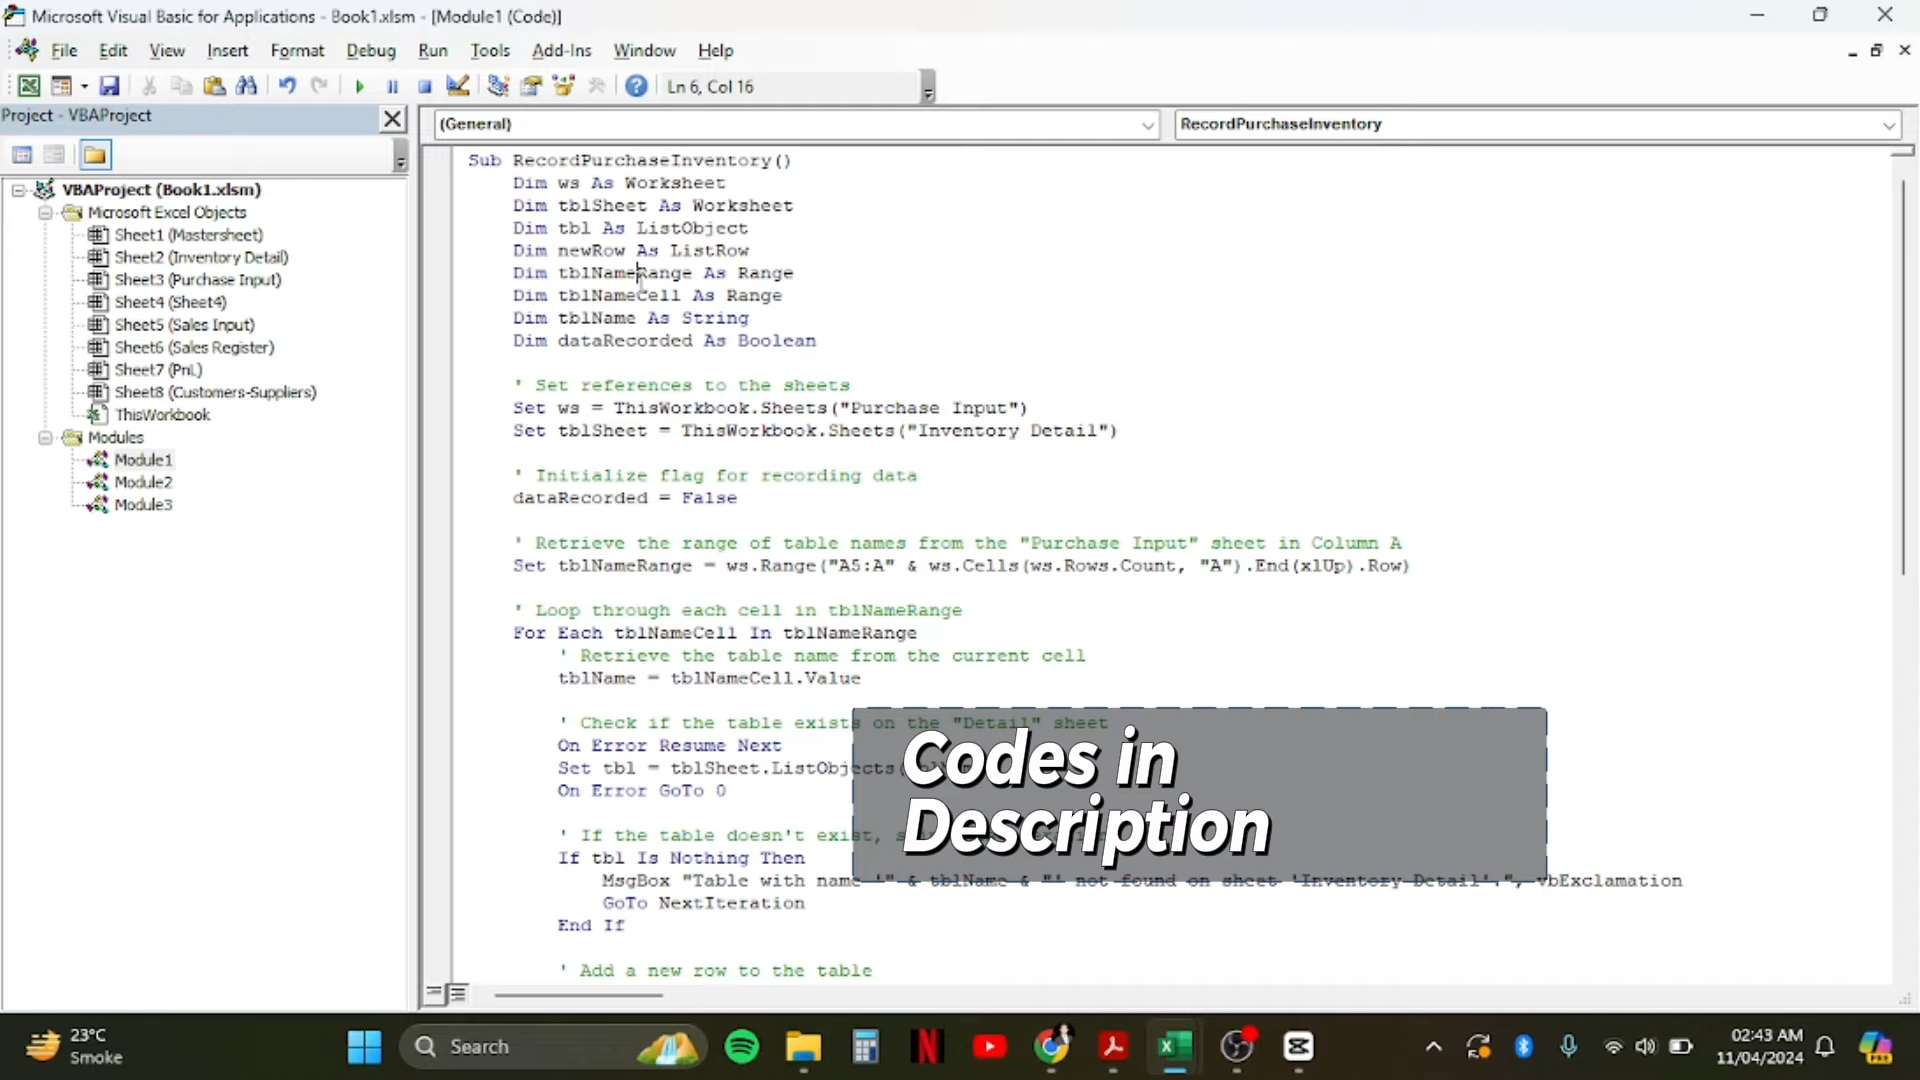 Microsoft Visual Basic for Applications - Book1.xlsm - [Module1 (Code)]
File Edit View Insert Format Debug Run Tools Add-Ins Window Help
Ln 6, Col 16
Project - VBAProject
(General)
RecordPurchaseInventory
VBAProject (Book1.xlsm)
Microsoft Excel Objects
Sheet1 (Mastersheet)
Sheet2 (Inventory Detail)
Sheet3 (Purchase Input)
Sheet4 (Sheet4)
Sheet5 (Sales Input)
Sheet6 (Sales Register)
Sheet7 (PnL)
Sheet8 (Customers-Suppliers)
ThisWorkbook
Modules
Module1
Module2
Module3
Sub RecordPurchaseInventory()
Dim ws As Worksheet
Dim tblSheet As Worksheet
Dim tbl As ListObject
Dim newRow As ListRow
Dim tblNameRange As Range
Dim tblNameCell As Range
Dim tblName As String
Dim dataRecorded As Boolean
' Set references to the sheets
Set ws = ThisWorkbook.Sheets("Purchase Input")
Set tblSheet = ThisWorkbook.Sheets("Inventory Detail")
' Initialize flag for recording data
dataRecorded = False
' Retrieve the range of table names from the "Purchase Input" sheet in Column A
Set tblNameRange = ws.Range("A5:A" & ws.Cells(ws.Rows.Count, "A").End(xlUp).Row)
' Loop through each cell in tblNameRange
For Each tblNameCell In tblNameRange
' Retrieve the table name from the current cell
tblName = tblNameCell.Value
' Check if the table exists on the "Detail" sheet
On Error Resume Next
Set tbl = tblSheet.ListObjects(
On Error GoTo 0
' If the table doesn't exist,
If tbl Is Nothing Then
MsgBox "Table with name '" & tblName & "' not found on sheet 'Inventory Detail'.", vbExclamation
GoTo NextIteration
End If
' Add a new row to the table
Codes in
Description
23°C
Smoke
Search
02:43 AM
11/04/2024